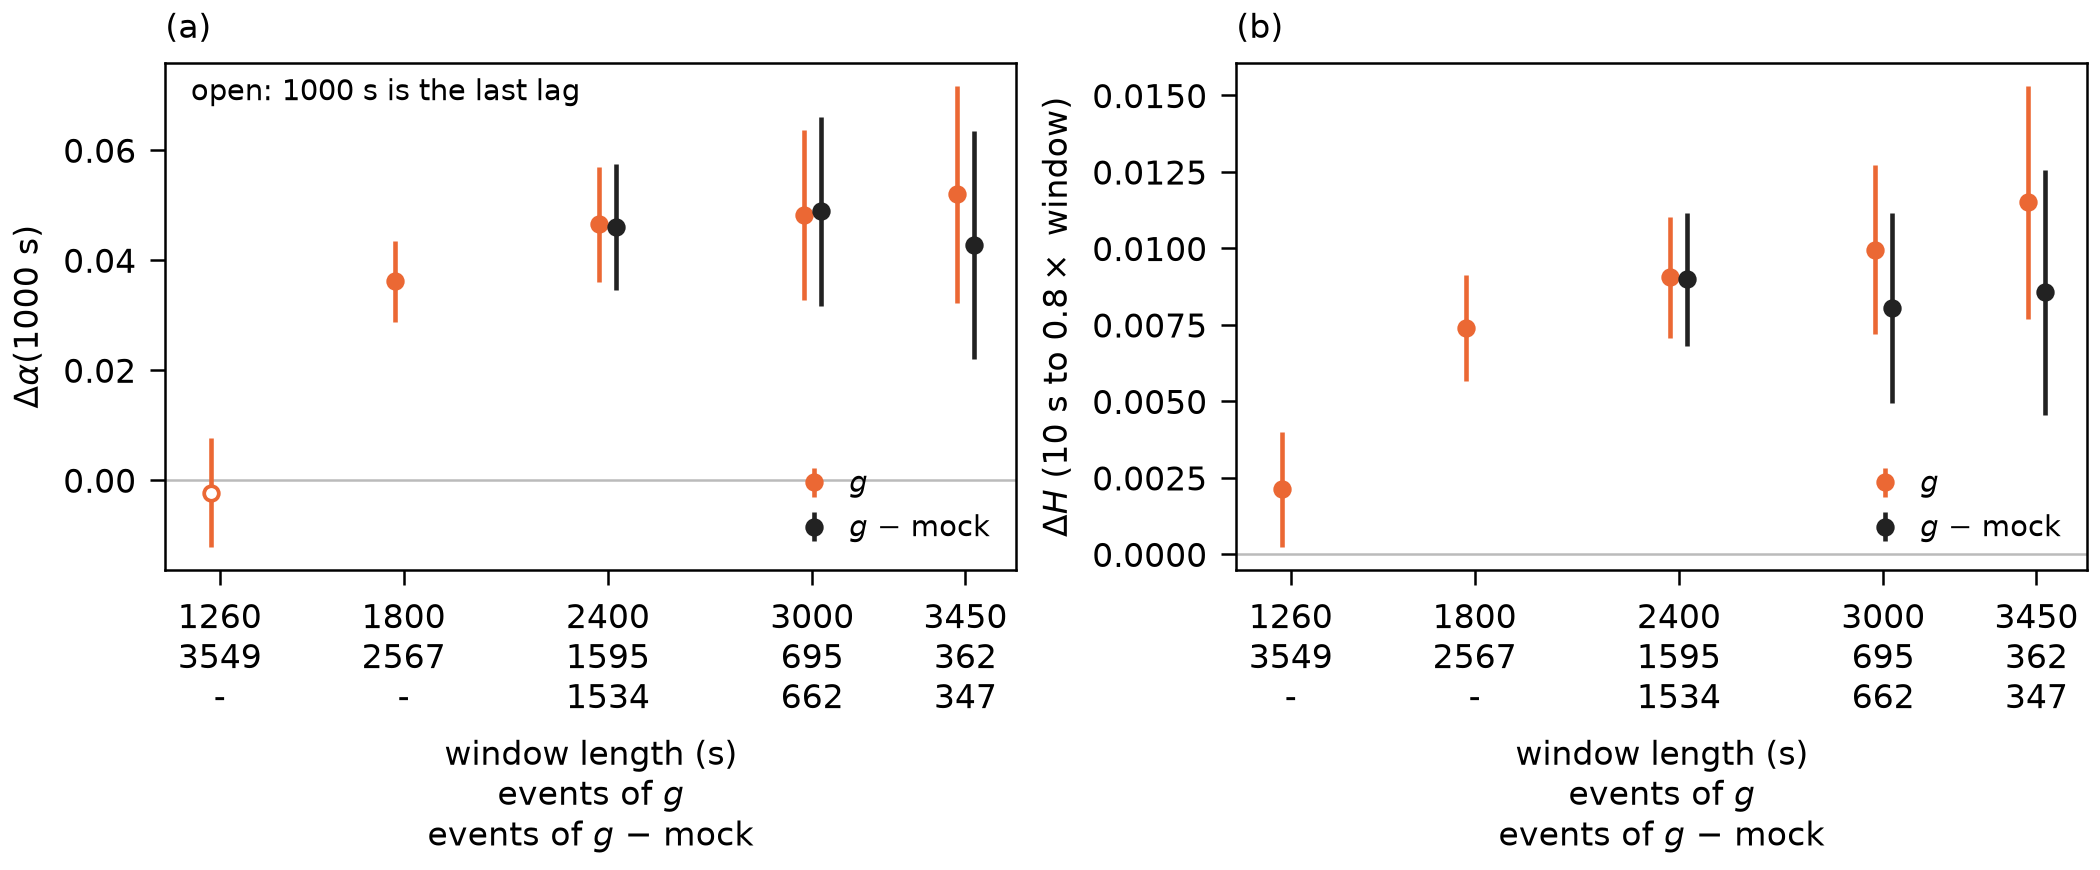 (a)
open: 1000 s is the last lag
Δα(1000 s)
0.06
0.04
0.02
0.00
g
g − mock
1260 1800 2400 3000 3450
3549 2567 1595 695 362
- - 1534 662 347
window length (s)
events of g
events of g − mock
(b)
ΔH (10 s to 0.8 × window)
0.0150
0.0125
0.0100
0.0075
0.0050
0.0025
0.0000
g
g − mock
1260 1800 2400 3000 3450
3549 2567 1595 695 362
- - 1534 662 347
window length (s)
events of g
events of g − mock